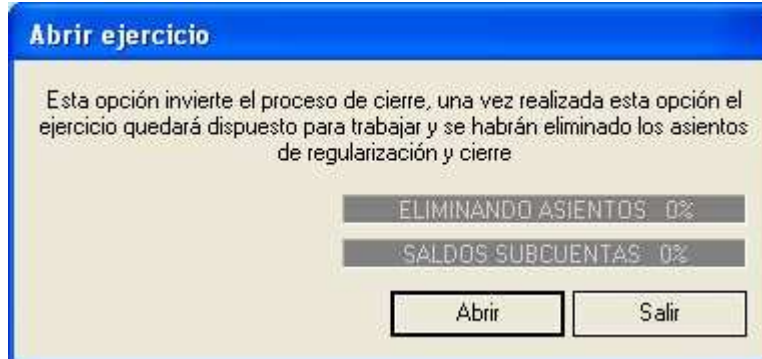 Abrir ejercicio
Esta opción invierte el proceso de cierre, una vez realizada esta opción el
ejercicio quedará dispuesto para trabajar y se habrán eliminado los asientos
de regularización y cierre
ELIMINANDO ASIENTOS 0%
SALDOS SUBCUENTAS 0%
Abrir Salir